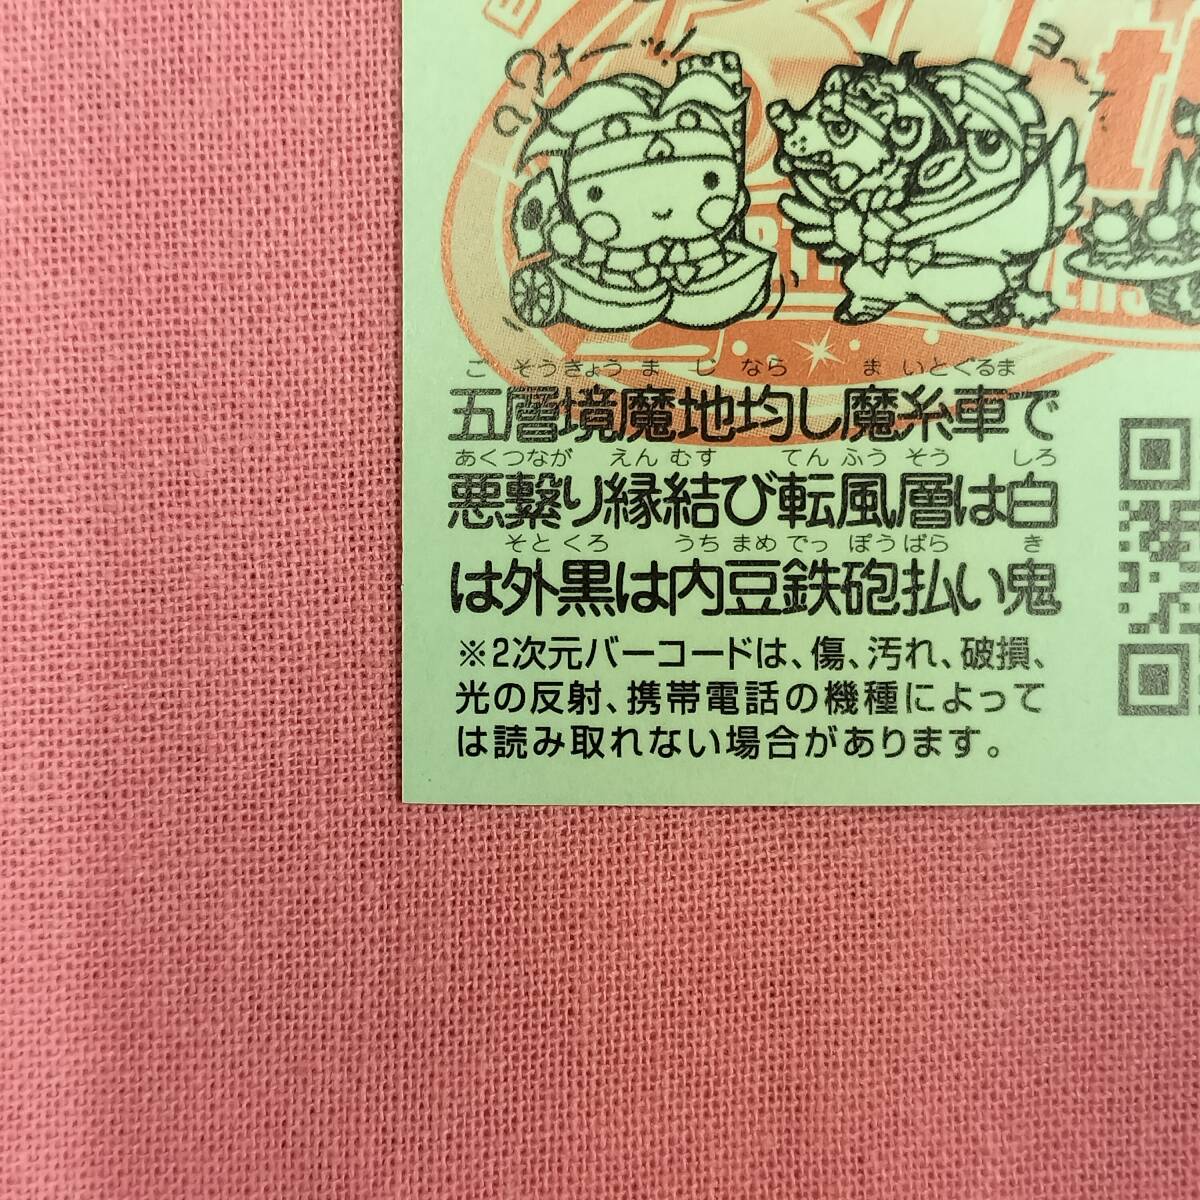 ウォーッ!
ヨ〜
ご そうきょう ま じ なら ま いとぐるま
五層境魔地均し魔糸車で
あくつなが えん むす てん ふう そう しろ
悪繋り縁結び転風層は白
そと くろ うち まめ でっ ぽう ばら き
は外黒は内豆鉄砲払い鬼
※2次元バーコードは、傷、汚れ、破損、
光の反射、携帯電話の機種によって
は読み取れない場合があります。